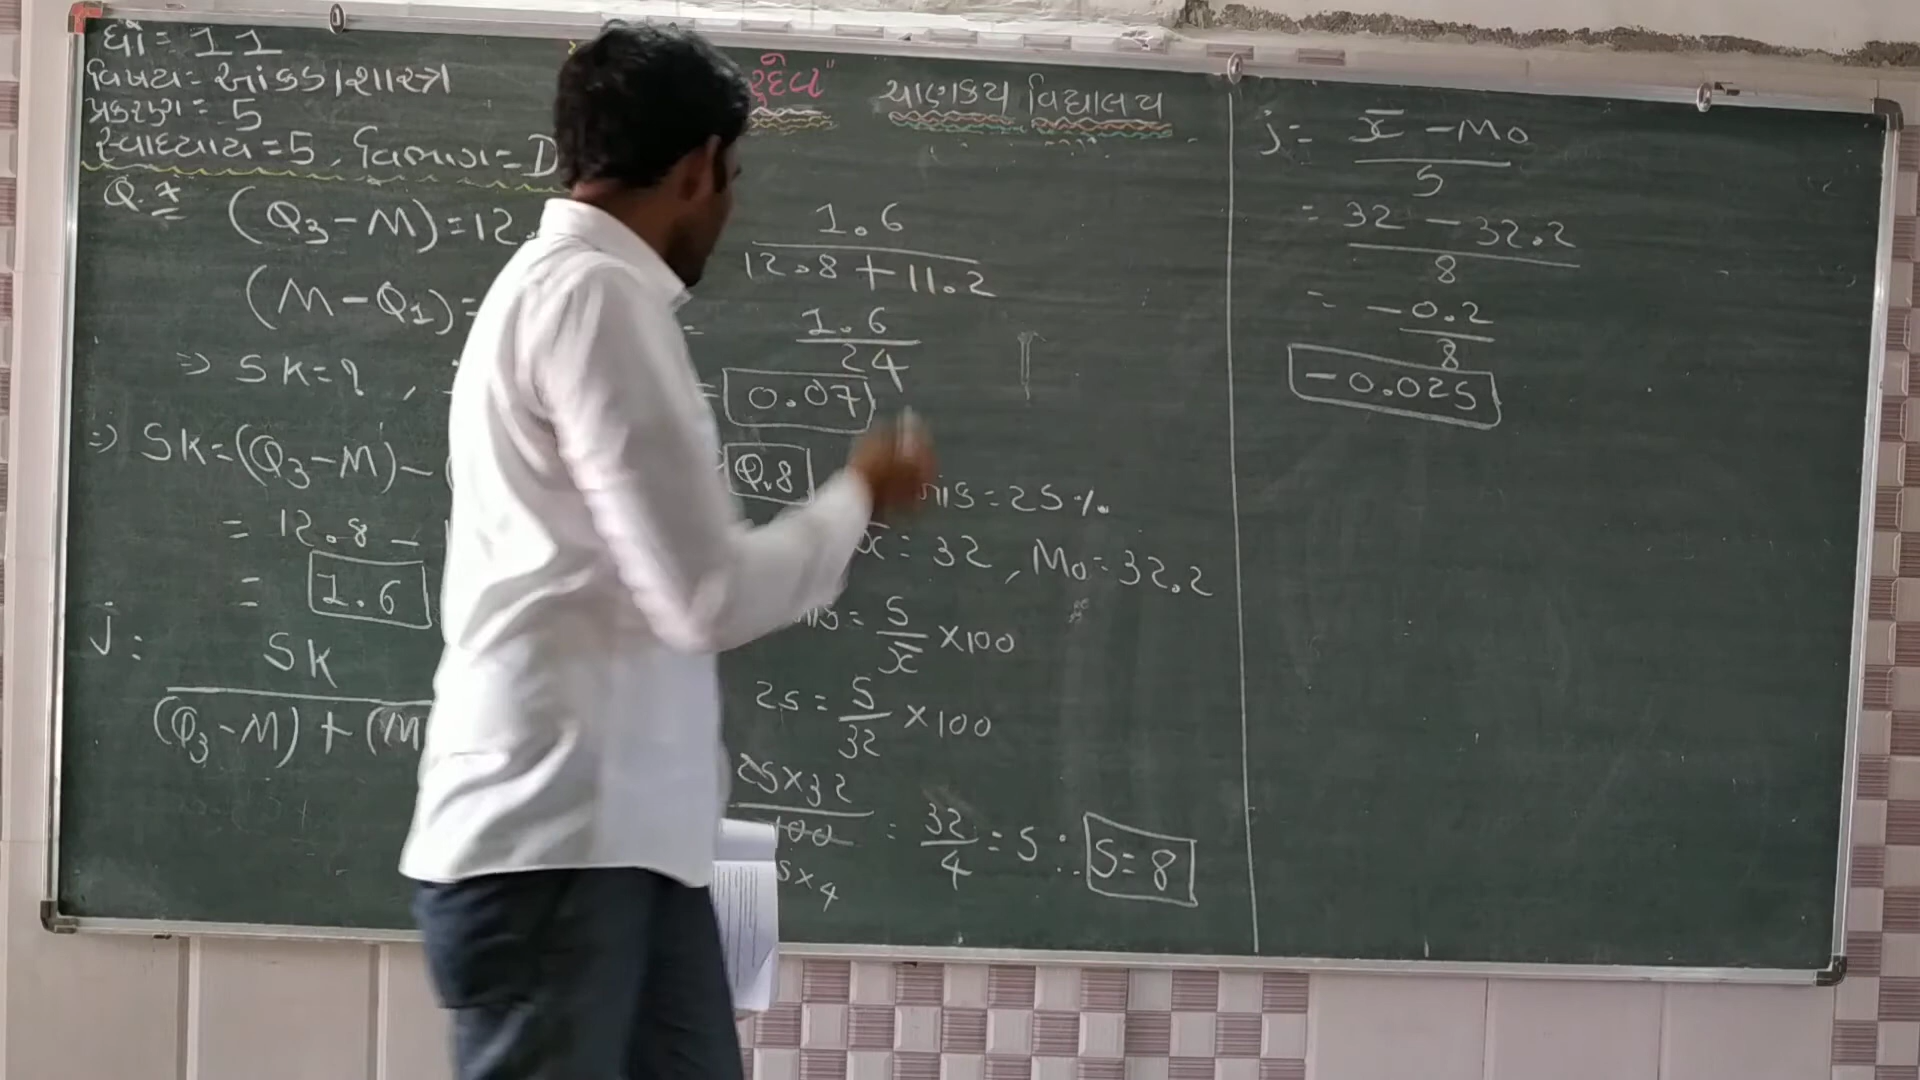 ધો = 11
વિષય = આંકડાશાસ્ત્ર
પ્રકરણ = 5
સ્વાધ્યાય = 5, વિભાગ = D
Q. 7
(Q₃ - M) = 12.
(M - Q₁) =
⇒ SK = ? ,
⇒ SK = (Q₃ - M) - (
= 12.8 -
= 1.6
j =
SK
(Q₃ - M) + (M
ચાણક્ય વિદ્યાલય
1.6
12.8 + 11.2
= 1.6
24
= 0.07
Q.8
= 25 %.
x̄ = 32 , Mo = 32.2
= S
x̄ × 100
25 = S
32 × 100
25 × 32
100 = 32
4 = S ∴ S = 8
5 × 4
j = x̄ - Mo
S
= 32 - 32.2
8
= - 0.2
8
- 0.025